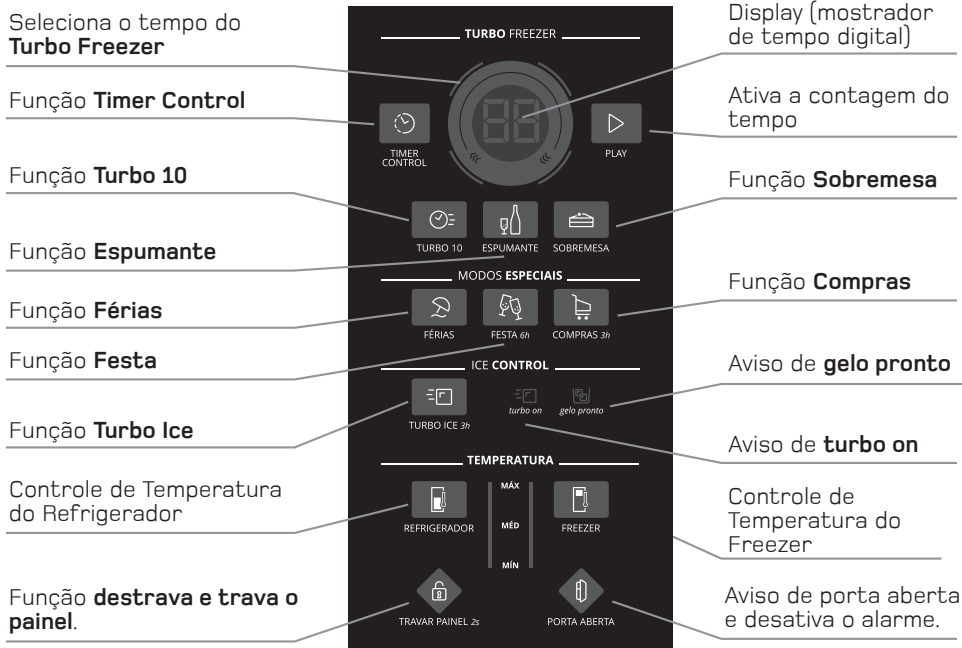 Seleciona o tempo do
Turbo Freezer
Função Timer Control
Função Turbo 10
Função Espumante
Função Férias
Função Festa
Função Turbo Ice
Controle de Temperatura
do Refrigerador
Função destrava e trava o
painel.
TURBO FREEZER
88
TIMER
CONTROL
PLAY
TURBO 10
ESPUMANTE
SOBREMESA
MODOS ESPECIAIS
FÉRIAS
FESTA 6h
COMPRAS 3h
ICE CONTROL
TURBO ICE 3h
turbo on
gelo pronto
TEMPERATURA
REFRIGERADOR
MÁX
MÉD
MÍN
FREEZER
TRAVAR PAINEL 2s
PORTA ABERTA
Display (mostrador
de tempo digital)
Ativa a contagem do
tempo
Função Sobremesa
Função Compras
Aviso de gelo pronto
Aviso de turbo on
Controle de
Temperatura do
Freezer
Aviso de porta aberta
e desativa o alarme.